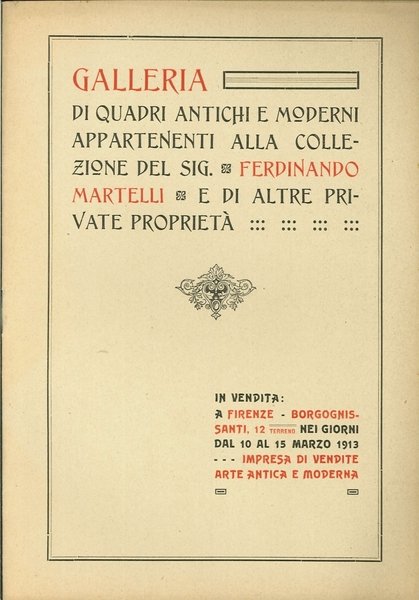 GALLERIA
DI QUADRI ANTICHI E MODERNI
APPARTENENTI ALLA COLLE-
ZIONE DEL SIG. FERDINANDO
MARTELLI E DI ALTRE PRI-
VATE PROPRIETÀ ::: ::: ::: :::
IN VENDITA:
A FIRENZE - BORGOGNIS-
SANTI, 12 TERRENO NEI GIORNI
DAL 10 AL 15 MARZO 1913
- - - IMPRESA DI VENDITE
ARTE ANTICA E MODERNA